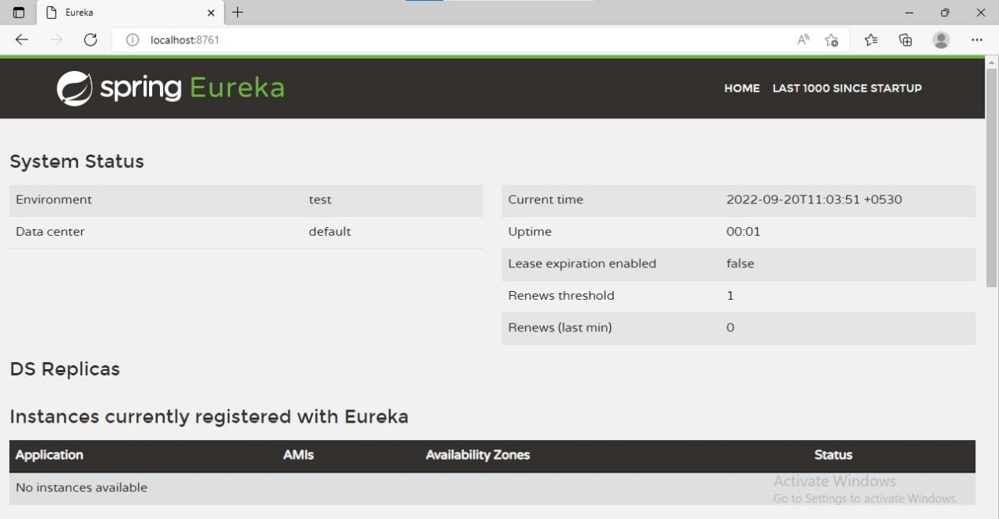 Eureka
localhost:8761
spring Eureka
HOME LAST 1000 SINCE STARTUP
System Status
Environment test
Data center default
Current time 2022-09-20T11:03:51 +0530
Uptime 00:01
Lease expiration enabled false
Renews threshold 1
Renews (last min) 0
DS Replicas
Instances currently registered with Eureka
Application AMIs Availability Zones Status
No instances available
Activate Windows
Go to Settings to activate Windows.